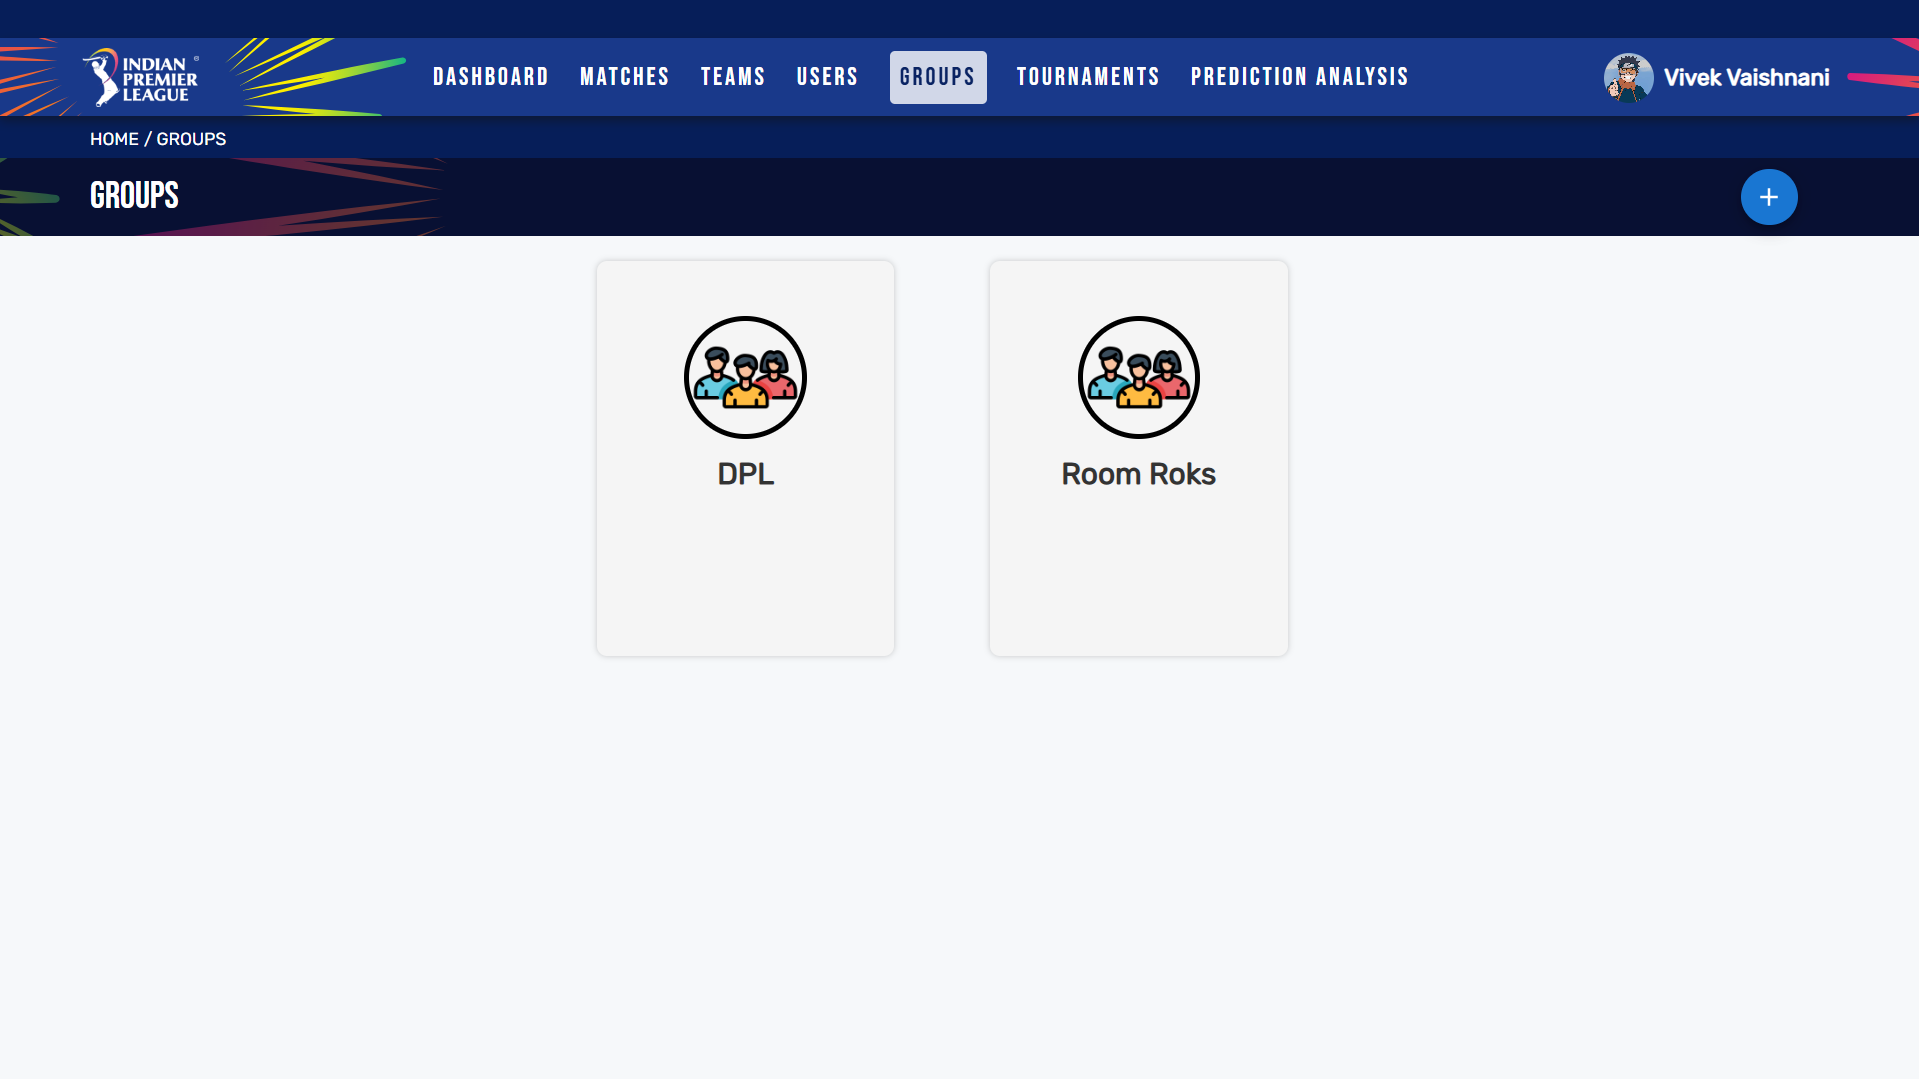 INDIAN
PREMIER
LEAGUE
DASHBOARD MATCHES TEAMS USERS GROUPS TOURNAMENTS PREDICTION ANALYSIS
Vivek Vaishnani
HOME / GROUPS
GROUPS
+
DPL
Room Roks